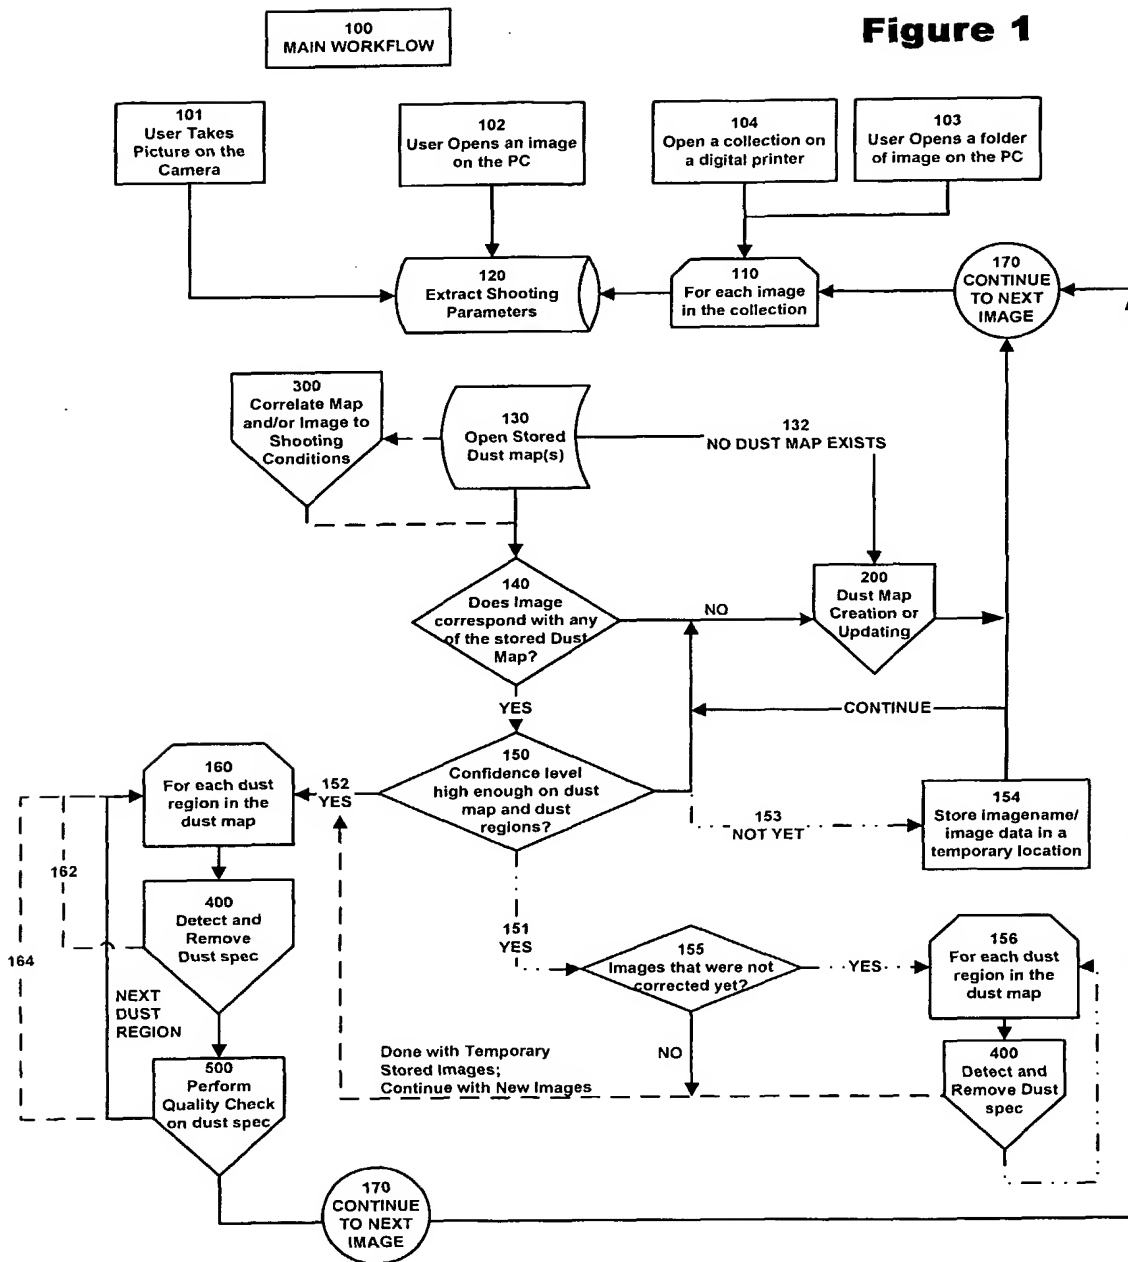 Figure 1
100
MAIN WORKFLOW
101
User Takes
Picture on the
Camera
102
User Opens an image
on the PC
104
Open a collection on
a digital printer
103
User Opens a folder
of image on the PC
120
Extract Shooting
Parameters
110
For each image
in the collection
170
CONTINUE
TO NEXT
IMAGE
300
Correlate Map
and/or Image to
Shooting
Conditions
130
Open Stored
Dust map(s)
132
NO DUST MAP EXISTS
140
Does Image
correspond with any
of the stored Dust
Map?
NO
200
Dust Map
Creation or
Updating
YES
CONTINUE
150
Confidence level
high enough on dust
map and dust
regions?
152
YES
160
For each dust
region in the
dust map
153
NOT YET
154
Store imagename/
image data in a
temporary location
162
400
Detect and
Remove
Dust spec
151
YES
155
Images that were not
corrected yet?
YES
156
For each dust
region in the
dust map
164
NEXT
DUST
REGION
NO
400
Detect and
Remove Dust
spec
Done with Temporary
Stored Images;
Continue with New Images
500
Perform
Quality Check
on dust spec
170
CONTINUE
TO NEXT
IMAGE